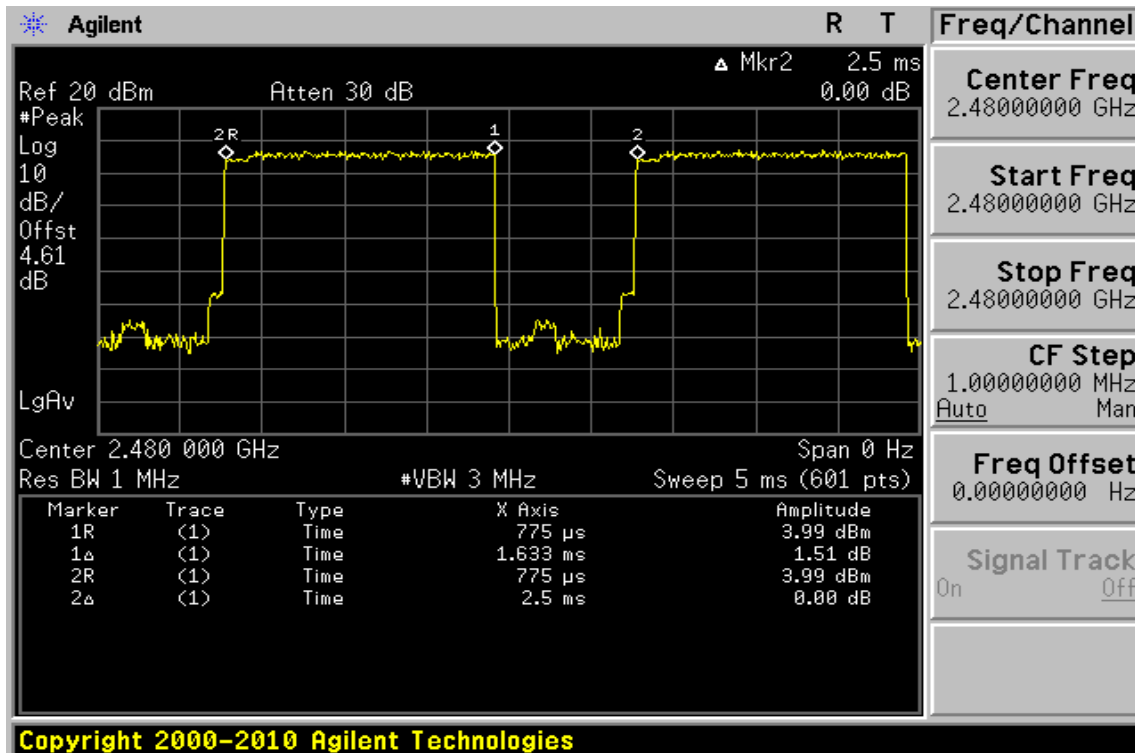 Agilent R T
Δ Mkr2 2.5 ms
Ref 20 dBm Atten 30 dB 0.00 dB
#Peak
Log
10
dB/
Offst
4.61
dB
LgAv
2R
1
2
Center 2.480 000 GHz Span 0 Hz
Res BW 1 MHz #VBW 3 MHz Sweep 5 ms (601 pts)
Marker Trace Type X Axis Amplitude
1R (1) Time 775 µs 3.99 dBm
1Δ (1) Time 1.633 ms 1.51 dB
2R (1) Time 775 µs 3.99 dBm
2Δ (1) Time 2.5 ms 0.00 dB
Freq/Channel
Center Freq
2.48000000 GHz
Start Freq
2.48000000 GHz
Stop Freq
2.48000000 GHz
CF Step
1.00000000 MHz
Auto Man
Freq Offset
0.00000000 Hz
Signal Track
On Off
Copyright 2000-2010 Agilent Technologies